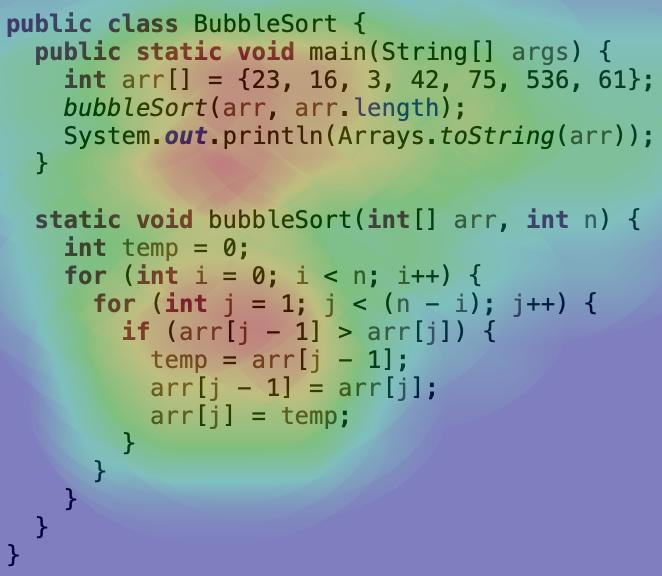 public class BubbleSort {
  public static void main(String[] args) {
    int arr[] = {23, 16, 3, 42, 75, 536, 61};
    bubbleSort(arr, arr.length);
    System.out.println(Arrays.toString(arr));
  }

  static void bubbleSort(int[] arr, int n) {
    int temp = 0;
    for (int i = 0; i < n; i++) {
      for (int j = 1; j < (n - i); j++) {
        if (arr[j - 1] > arr[j]) {
          temp = arr[j - 1];
          arr[j - 1] = arr[j];
          arr[j] = temp;
        }
      }
    }
  }
}